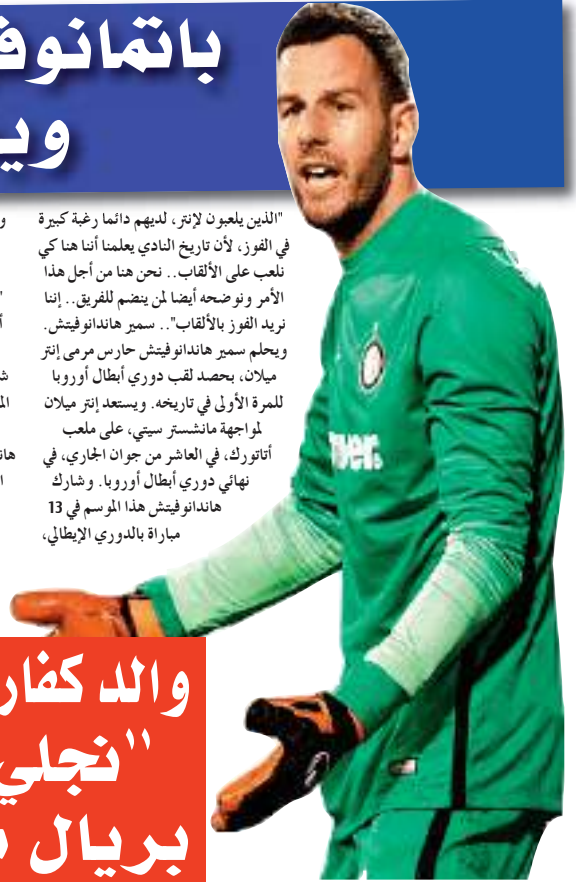 باتمانوف
وي
"الذين يلعبون لإنتر، لديهم دائما رغبة كبيرة
في الفوز، لأن تاريخ النادي يعلمنا أننا هنا كي
نلعب على الألقاب.. نحن هنا من أجل هذا
الأمر ونوضحه أيضا لمن ينضم للفريق.. إننا
نريد الفوز بالألقاب".. سمير هاندانوفيتش.
ويحلم سمير هاندانوفيتش حارس مرمى إنتر
ميلان، بحصد لقب دوري أبطال أوروبا
للمرة الأولى في تاريخه. ويستعد إنتر ميلان
لمواجهة مانشستر سيتي، على ملعب
أتاتورك، في العاشر من جوان الجاري، في
نهائي دوري أبطال أوروبا. وشارك
هاندانوفيتش هذا الموسم في 13
مباراة بالدوري الإيطالي،
ver.
والد كفار
"نجلي
بريال